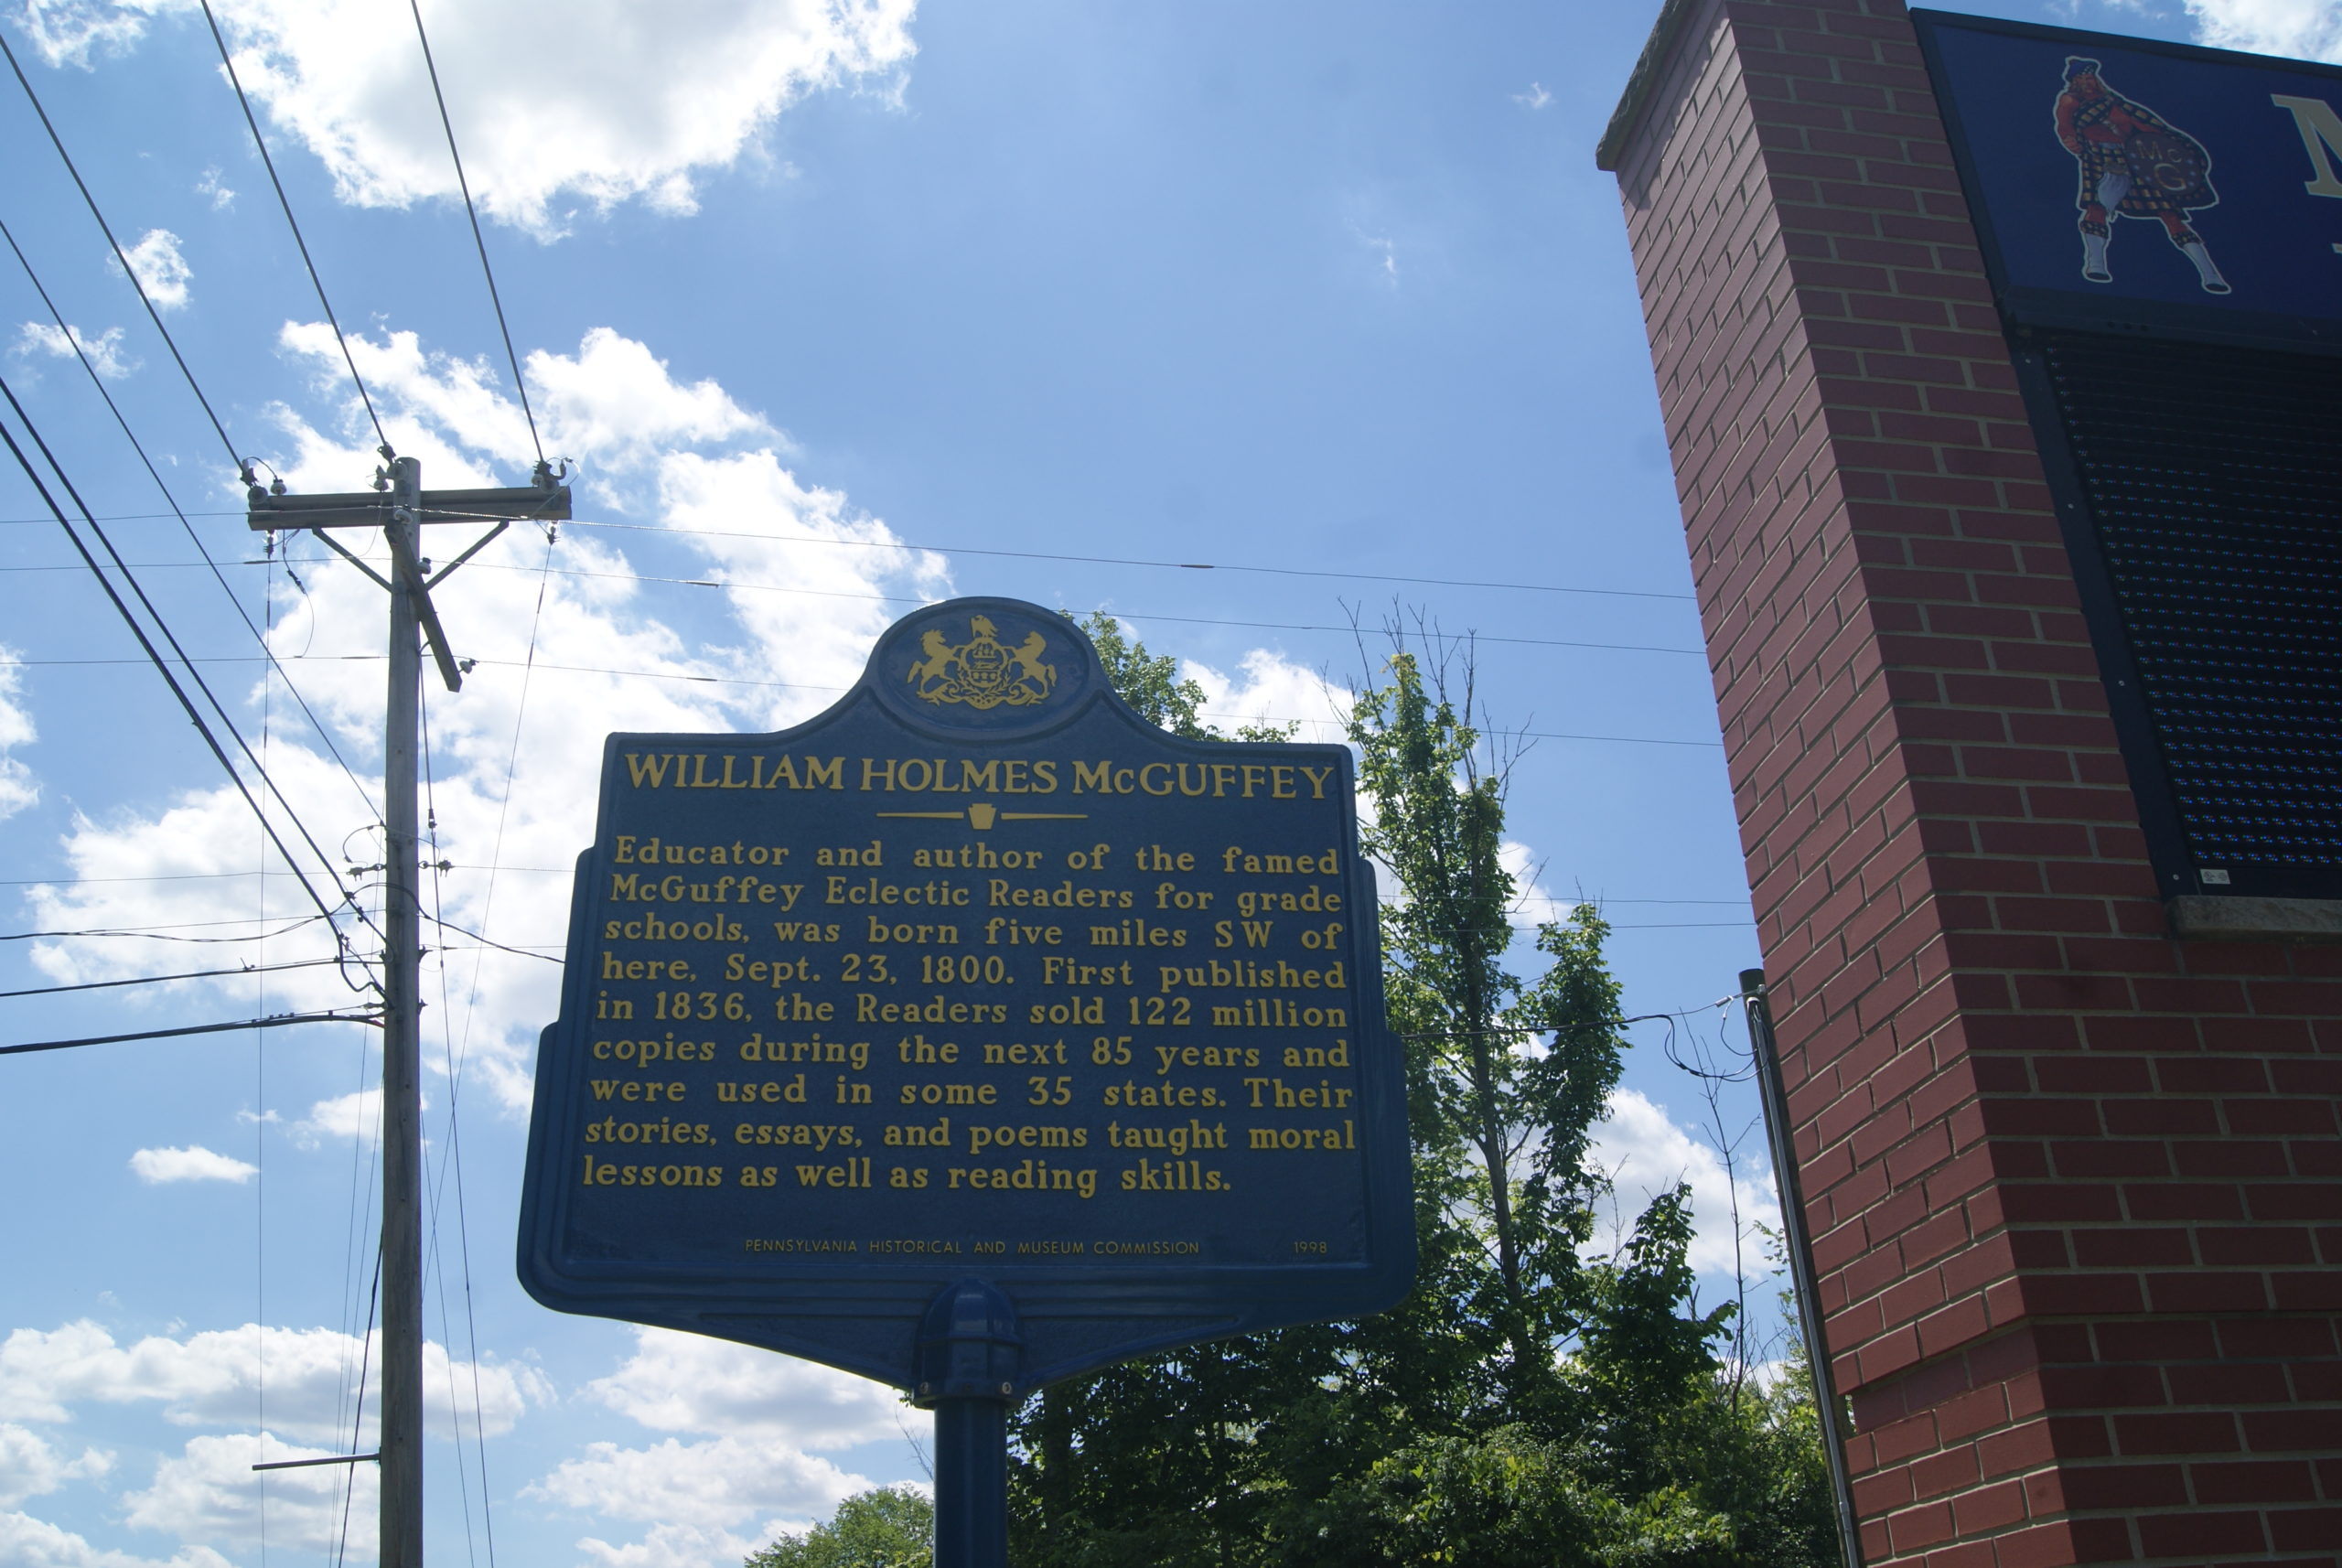 WILLIAM HOLMES McGUFFEY
Educator and author of the famed
McGuffey Eclectic Readers for grade
schools, was born five miles SW of
here, Sept. 23, 1800. First published
in 1836, the Readers sold 122 million
copies during the next 85 years and
were used in some 35 states. Their
stories, essays, and poems taught moral
lessons as well as reading skills.
PENNSYLVANIA HISTORICAL AND MUSEUM COMMISSION 1998
McG
M